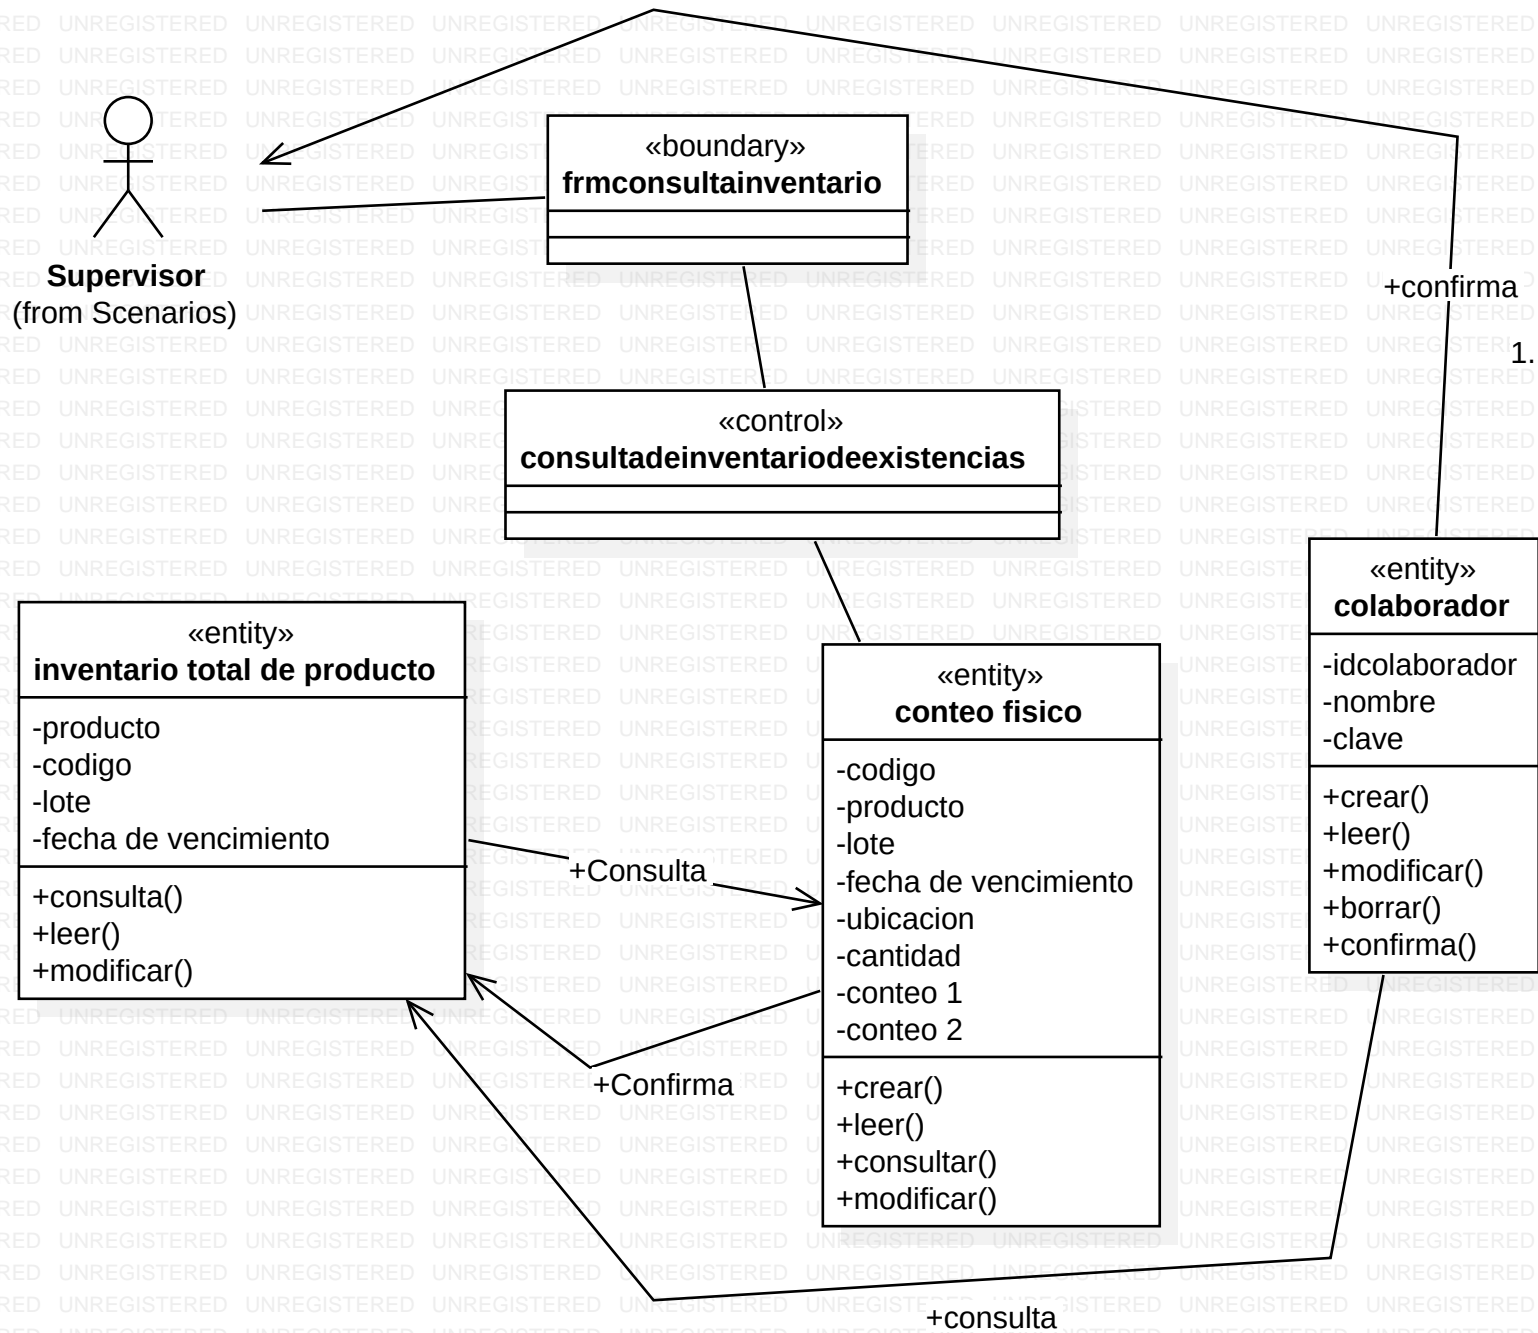 «boundary»
frmconsultainventario
Supervisor
(from Scenarios)
+confirma
1.
«control»
consultadeinventariodeexistencias
«entity»
inventario total de producto
-producto
-codigo
-lote
-fecha de vencimiento
+consulta()
+leer()
+modificar()
+Consulta
+Confirma
«entity»
conteo fisico
-codigo
-producto
-lote
-fecha de vencimiento
-ubicacion
-cantidad
-conteo 1
-conteo 2
+crear()
+leer()
+consultar()
+modificar()
«entity»
colaborador
-idcolaborador
-nombre
-clave
+crear()
+leer()
+modificar()
+borrar()
+confirma()
+consulta
UNREGISTERED